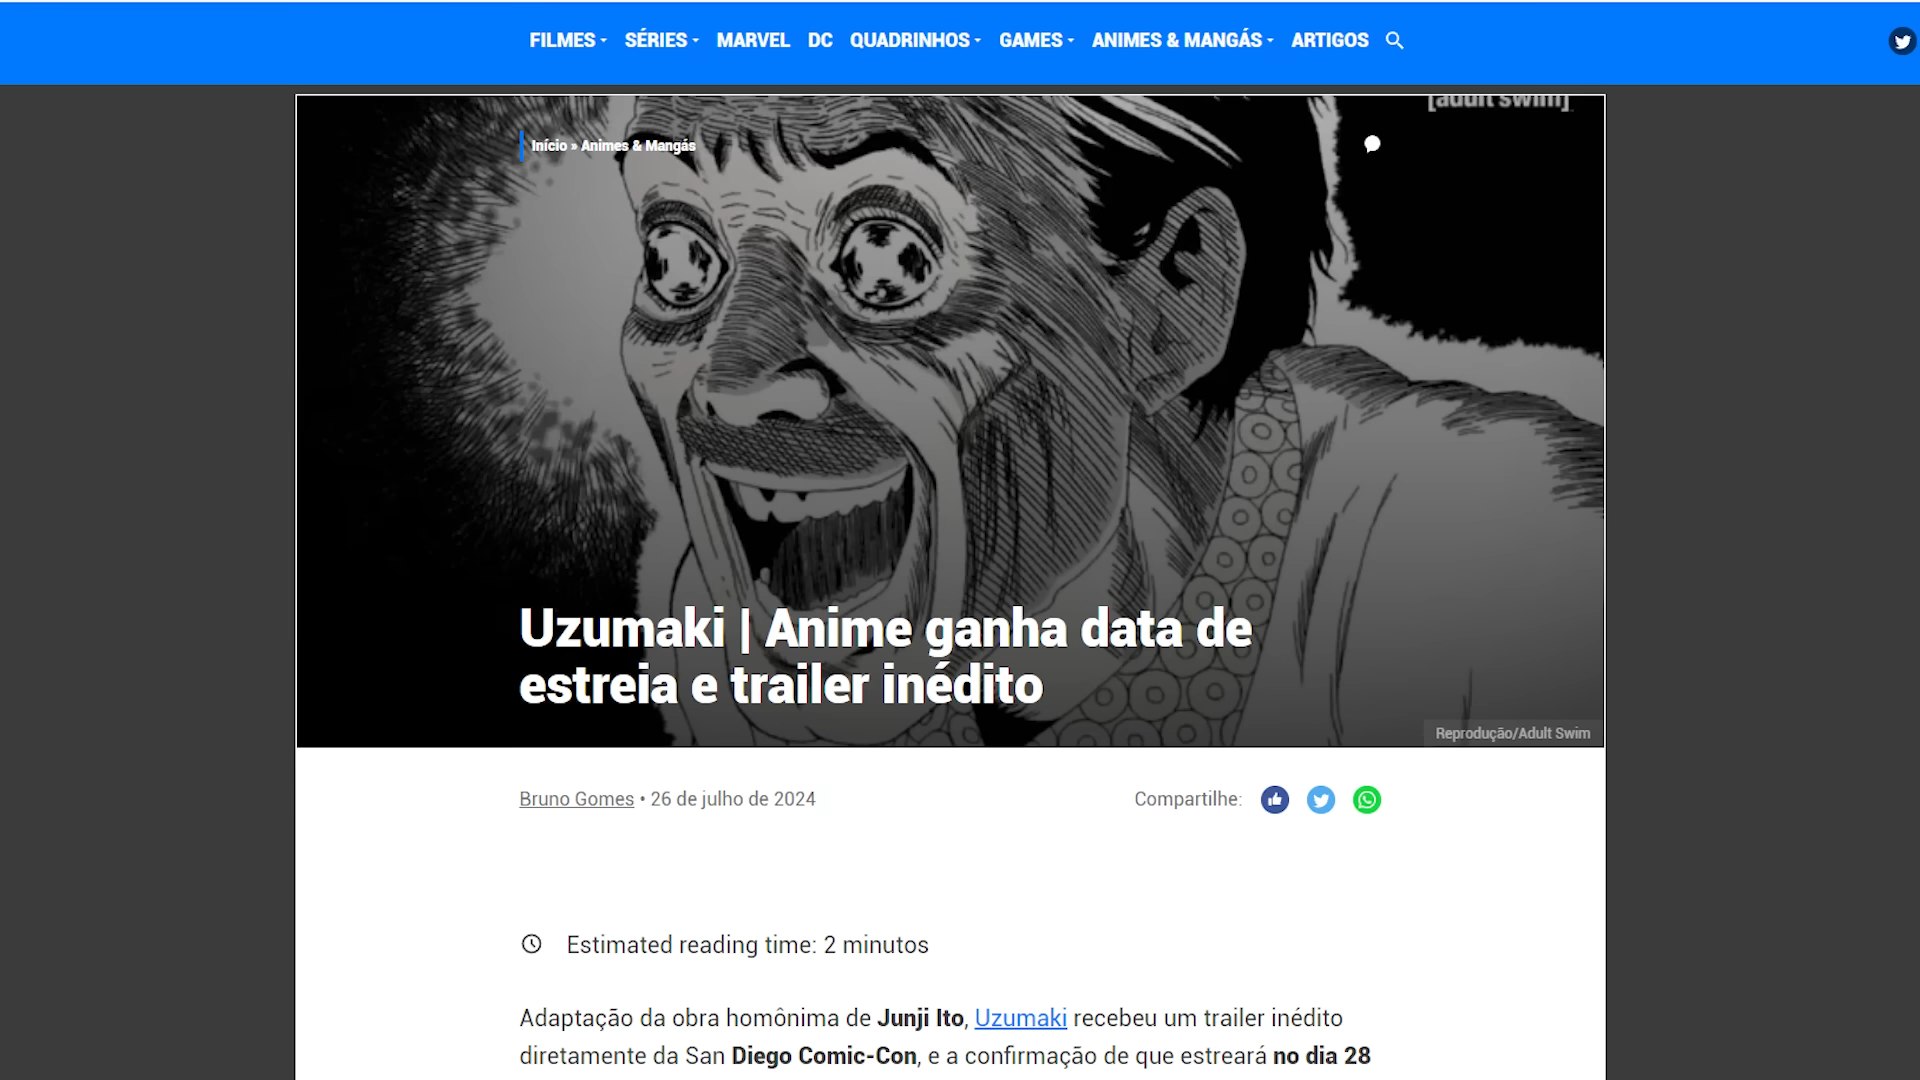 FILMES SÉRIES MARVEL DC QUADRINHOS GAMES ANIMES & MANGÁS ARTIGOS
[adult swim]
Início » Animes & Mangás
Uzumaki | Anime ganha data de
estreia e trailer inédito
Reprodução/Adult Swim
Bruno Gomes • 26 de julho de 2024 Compartilhe:
Estimated reading time: 2 minutos
Adaptação da obra homônima de Junji Ito, Uzumaki recebeu um trailer inédito
diretamente da San Diego Comic-Con, e a confirmação de que estreará no dia 28